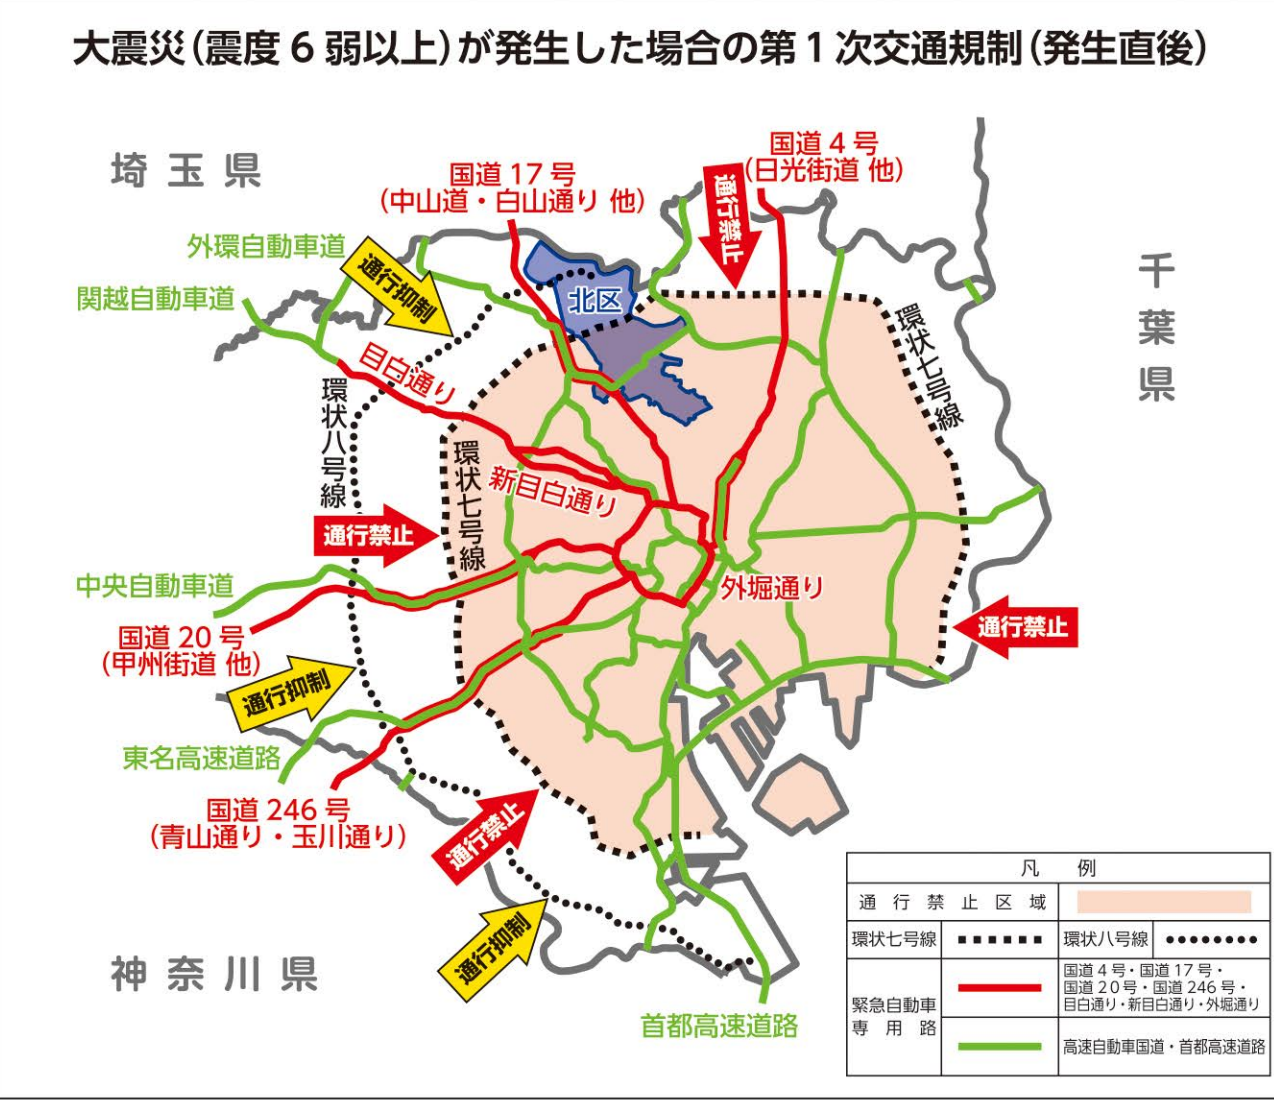 大震災(震度6弱以上)が発生した場合の第1次交通規制(発生直後)
埼玉県
国道17号
(中山道・白山通り 他)
国道4号
(日光街道 他)
通行禁止
外環自動車道
関越自動車道
通行抑制
北区
千葉県
環状七号線
目白通り
環状八号線
環状七号線
新目白通り
通行禁止
中央自動車道
外堀通り
国道20号
(甲州街道 他)
通行禁止
通行抑制
東名高速道路
国道246号
(青山通り・玉川通り)
通行禁止
通行抑制
神奈川県
首都高速道路
凡 例
通行禁止区域
環状七号線
環状八号線
緊急自動車
専用路
国道4号・国道17号・
国道20号・国道246号・
目白通り・新目白通り・外堀通り
高速自動車国道・首都高速道路